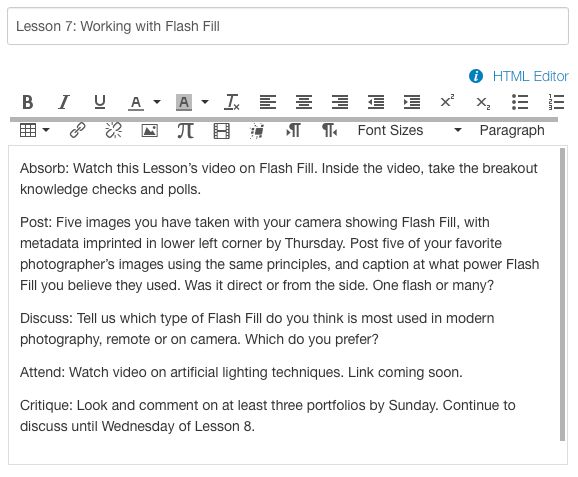 Lesson 7: Working with Flash Fill
HTML Editor
B I U A A Tx x² x₂
π Font Sizes Paragraph
Absorb: Watch this Lesson’s video on Flash Fill. Inside the video, take the breakout
knowledge checks and polls.
Post: Five images you have taken with your camera showing Flash Fill, with
metadata imprinted in lower left corner by Thursday. Post five of your favorite
photographer’s images using the same principles, and caption at what power Flash
Fill you believe they used. Was it direct or from the side. One flash or many?
Discuss: Tell us which type of Flash Fill do you think is most used in modern
photography, remote or on camera. Which do you prefer?
Attend: Watch video on artificial lighting techniques. Link coming soon.
Critique: Look and comment on at least three portfolios by Sunday. Continue to
discuss until Wednesday of Lesson 8.